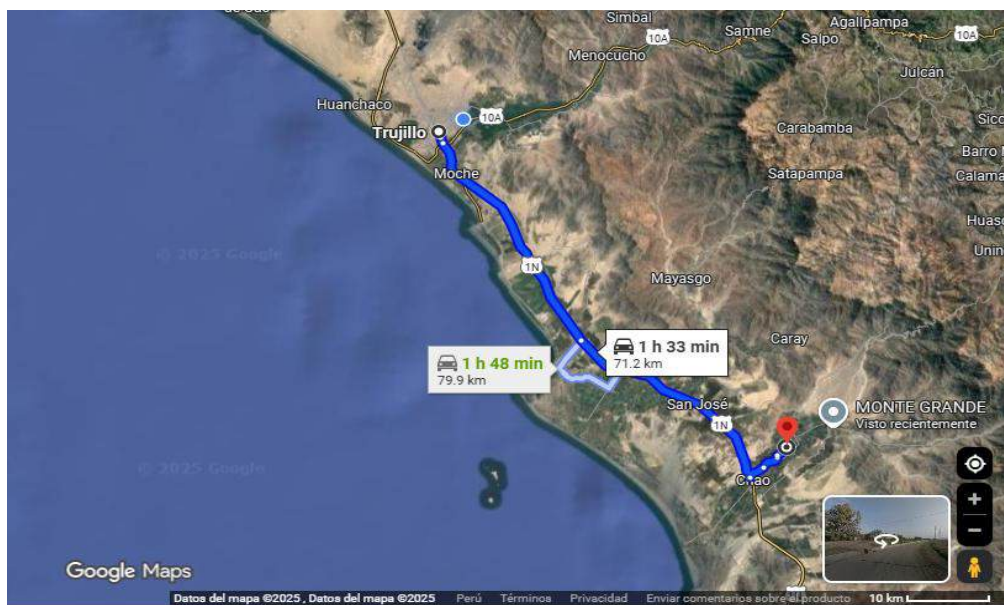 Simbal
Samne
Agallpampa
Salpo
10A
10A
Menocucho
Julcán
Huanchaco
10A
Trujillo
Carabamba
Moche
Satapampa
Barro
Calama
© 2025 Google
1N
Mayasgo
Caray
1 h 33 min
71.2 km
1 h 48 min
79.9 km
San José
1N
MONTE GRANDE
Visto recientemente
© 2025 Google
Chao
Google Maps
Datos del mapa ©2025 , Datos del mapa ©2025 Perú Términos Privacidad Enviar comentarios sobre el producto 10 km